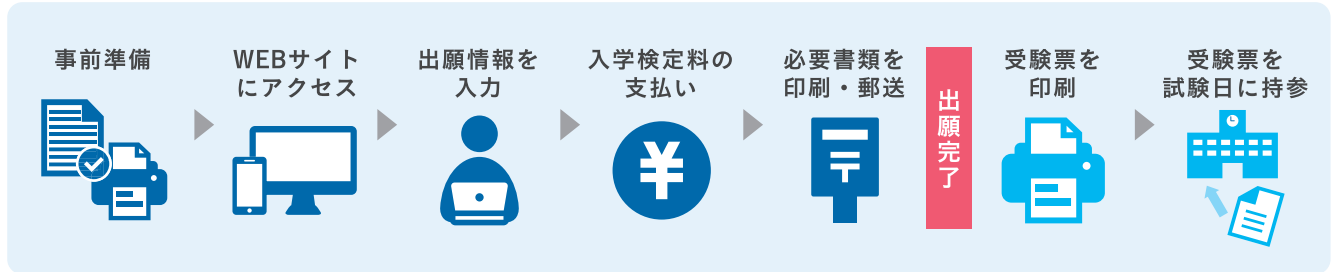 事前準備
WEBサイト
にアクセス
出願情報を
入力
入学検定料の
支払い
¥
必要書類を
印刷・郵送
〒
出願完了
受験票を
印刷
受験票を
試験日に持参